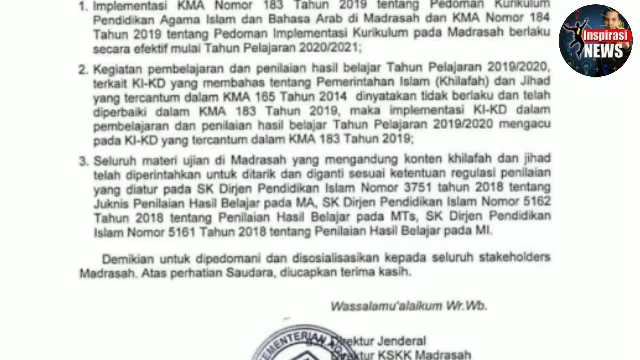 1. Implementasi KMA Nomor 183 Tahun 2019 tentang Pedoman Kurikulum
Pendidikan Agama Islam dan Bahasa Arab di Madrasah dan KMA Nomor 184
Tahun 2019 tentang Pedoman Implementasi Kurikulum pada Madrasah berlaku
secara efektif mulai Tahun Pelajaran 2020/2021;
2. Kegiatan pembelajaran dan penilaian hasil belajar Tahun Pelajaran 2019/2020,
terkait KI-KD yang membahas tentang Pemerintahan Islam (Khilafah) dan Jihad
yang tercantum dalam KMA 165 Tahun 2014 dinyatakan tidak berlaku dan telah
diperbaiki dalam KMA 183 Tahun 2019, maka implementasi KI-KD dalam
pembelajaran dan penilaian hasil belajar Tahun Pelajaran 2019/2020 mengacu
pada KI-KD yang tercantum dalam KMA 183 Tahun 2019;
3. Seluruh materi ujian di Madrasah yang mengandung konten khilafah dan jihad
telah diperintahkan untuk ditarik dan diganti sesuai ketentuan regulasi penilaian
yang diatur pada SK Dirjen Pendidikan Islam Nomor 3751 tahun 2018 tentang
Juknis Penilaian Hasil Belajar pada MA, SK Dirjen Pendidikan Islam Nomor 5162
Tahun 2018 tentang Penilaian Hasil Belajar pada MTs, SK Dirjen Pendidikan
Islam Nomor 5161 Tahun 2018 tentang Penilaian Hasil Belajar pada MI.
Demikian untuk dipedomani dan disosialisasikan kepada seluruh stakeholders
Madrasah. Atas perhatian Saudara, diucapkan terima kasih.
Wassalamu'alaikum Wr.Wb.
Direktur Jenderal
Direktur KSKK Madrasah
KEMENTERIAN
Inspirasi
NEWS